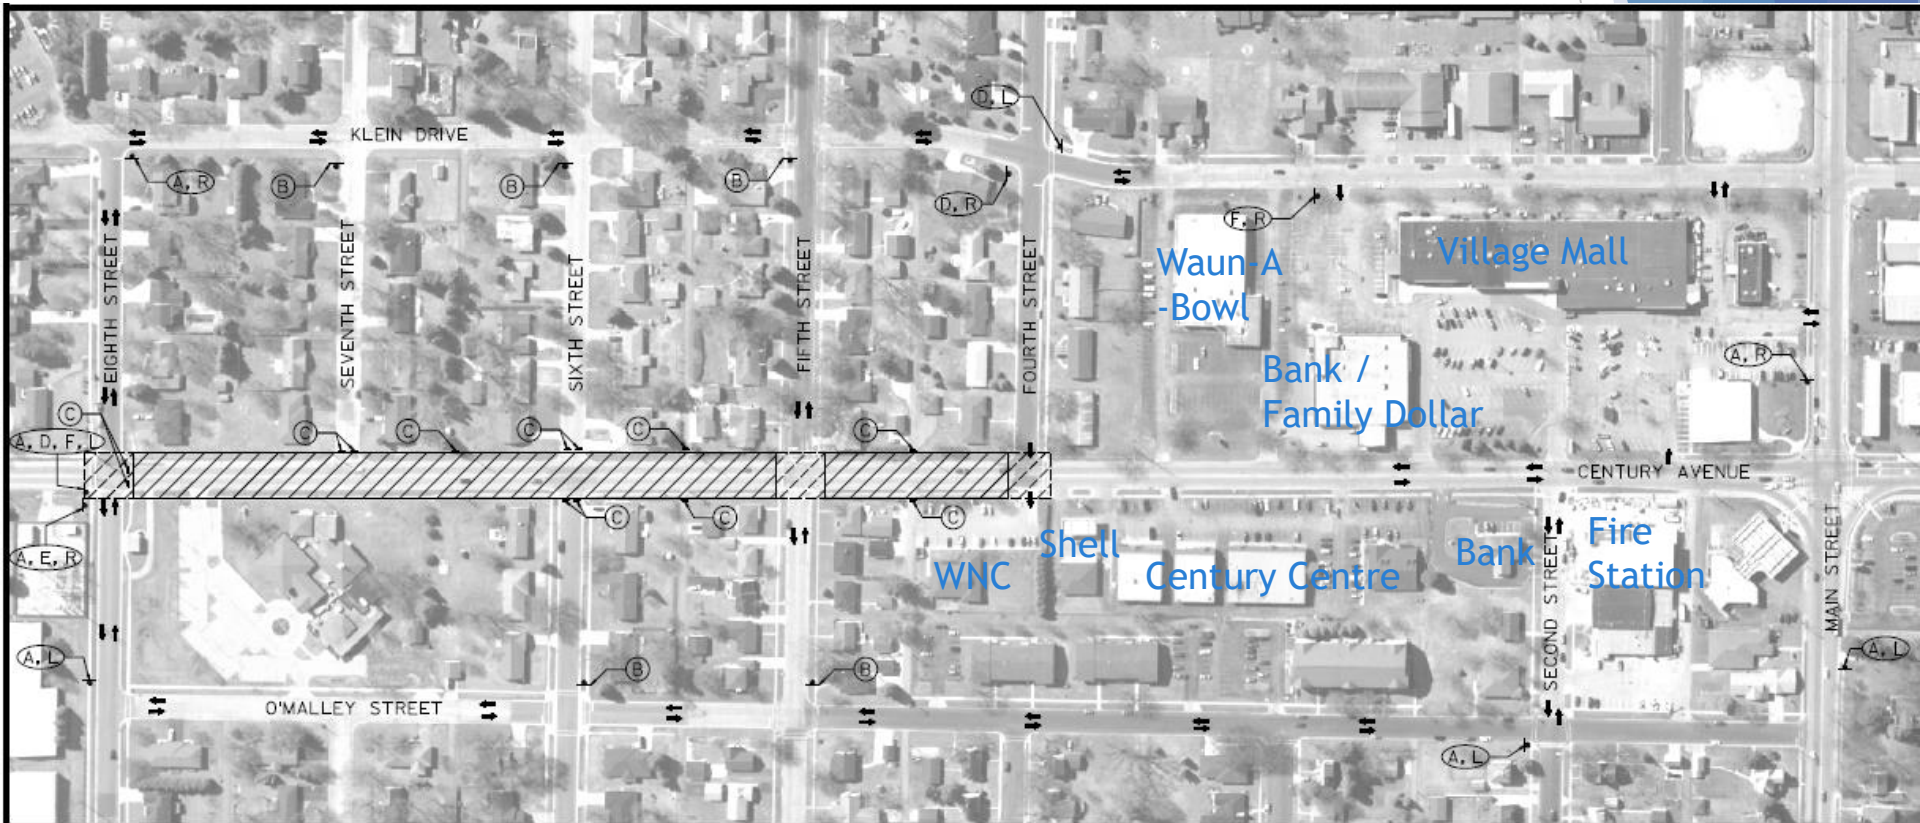 D, L
KLEIN DRIVE
A, R
B
B
B
D, R
F, R
EIGHTH STREET
SEVENTH STREET
SIXTH STREET
FIFTH STREET
FOURTH STREET
Waun-A
-Bowl
Village Mall
Bank /
Family Dollar
A, R
C
A, D, F, L
C
C
C
C
C
CENTURY AVENUE
A, E, R
C
C
C
Shell
WNC
Century Centre
Bank
SECOND STREET
Fire
Station
MAIN STREET
A, L
B
B
A, L
O'MALLEY STREET
A, L